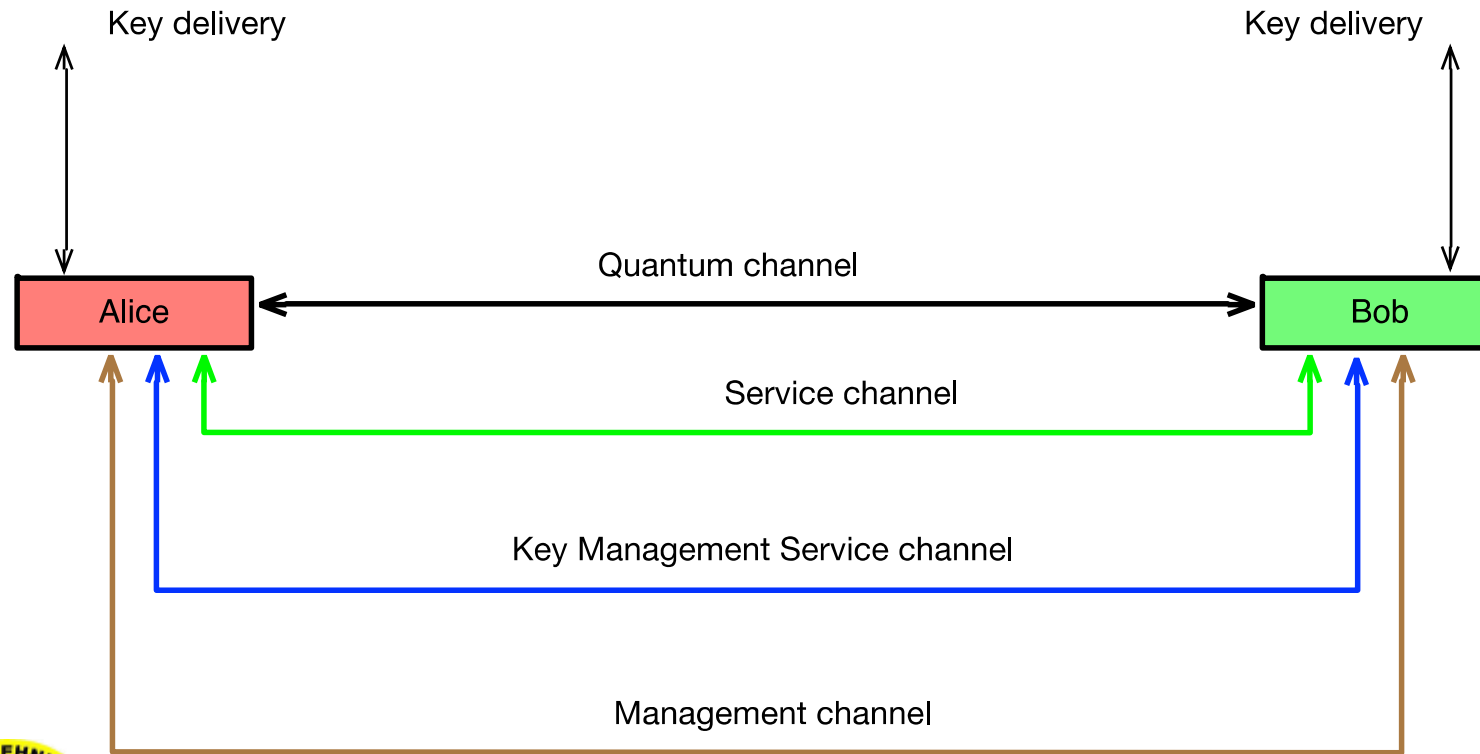 Key delivery
Key delivery
Quantum channel
Alice
Bob
Service channel
Key Management Service channel
Management channel